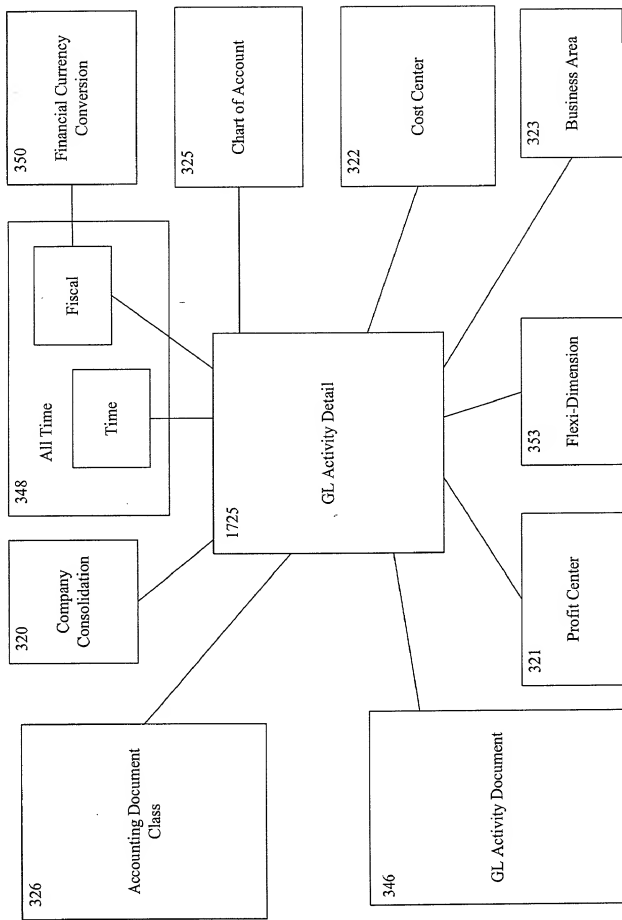 326
Accounting Document
Class
320
Company
Consolidation
348
All Time
Time
Fiscal
350
Financial Currency
Conversion
325
Chart of Account
1725
GL Activity Detail
322
Cost Center
346
GL Activity Document
321
Profit Center
353
Flexi-Dimension
323
Business Area